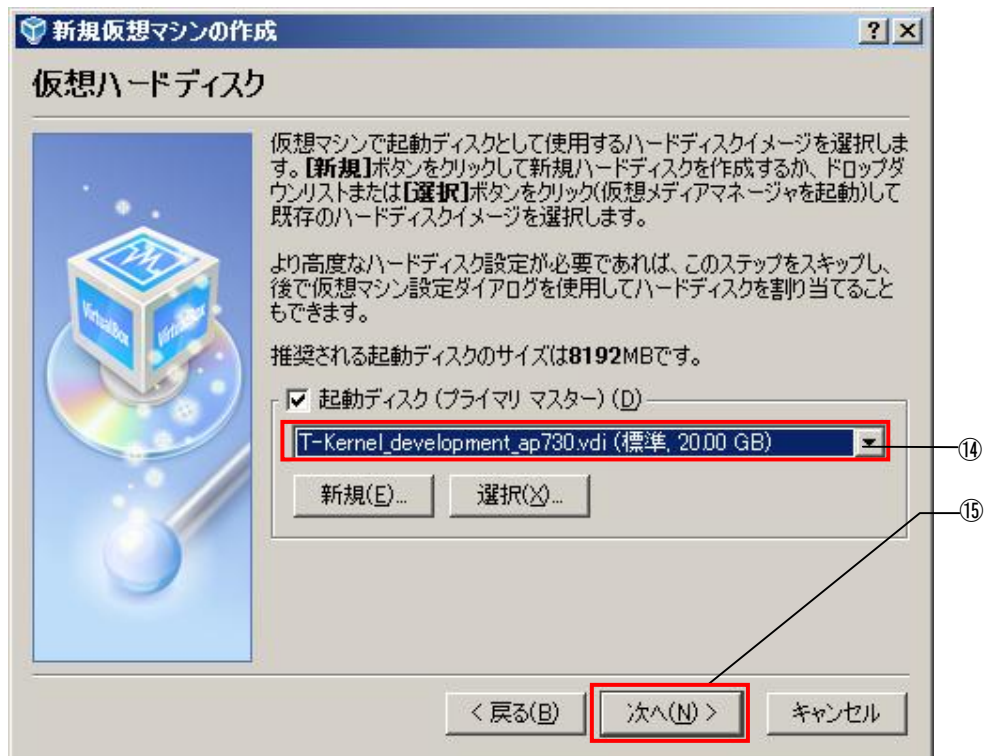 新規仮想マシンの作成
仮想ハードディスク
仮想マシンで起動ディスクとして使用するハードディスクイメージを選択しま
す。[新規]ボタンをクリックして新規ハードディスクを作成するか、ドロップダ
ウンリストまたは[選択]ボタンをクリック(仮想メディアマネージャを起動)して
既存のハードディスクイメージを選択します。
より高度なハードディスク設定が必要であれば、このステップをスキップし、
後で仮想マシン設定ダイアログを使用してハードディスクを割り当てること
もできます。
推奨される起動ディスクのサイズは8192MBです。
起動ディスク (プライマリ マスター) (D)
T-Kernel_development_ap730.vdi (標準, 20.00 GB)
⑭
新規(E)...
選択(X)...
⑮
VirtualBox
VirtualBox
< 戻る(B)
次へ(N) >
キャンセル